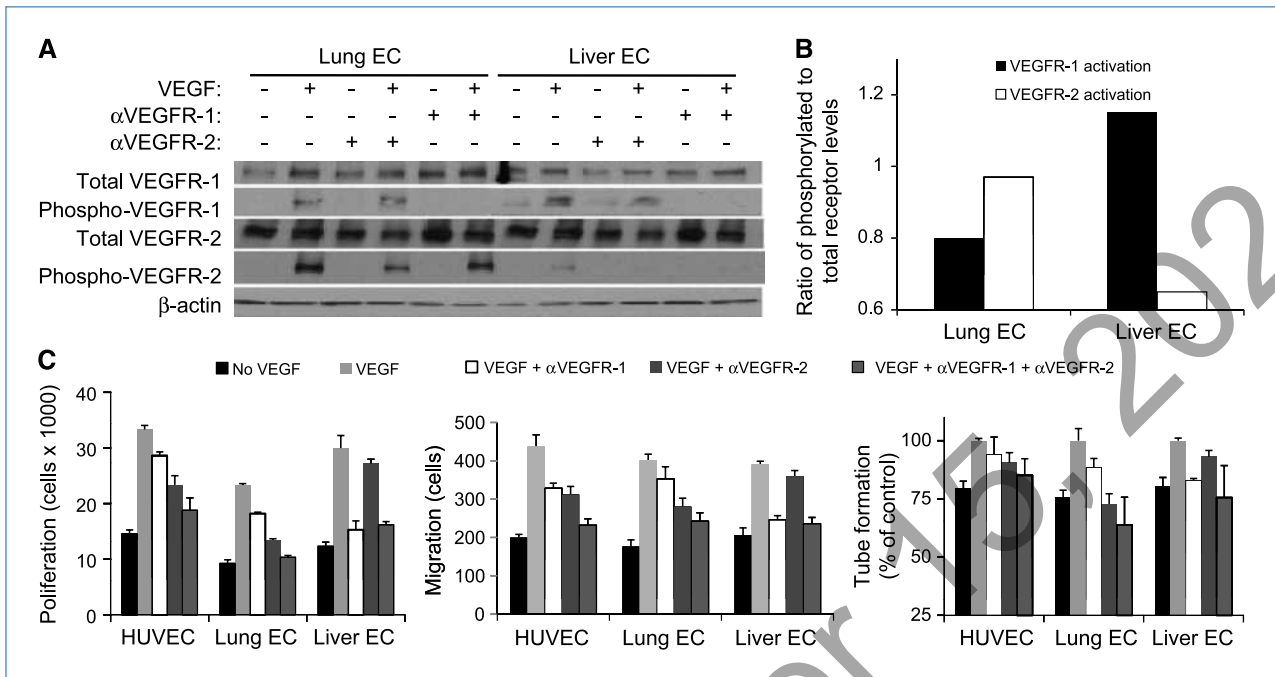 A
Lung EC
Liver EC
VEGF: - + - + - + - + - + - +
αVEGFR-1: - - - - + + - - - - + +
αVEGFR-2: - - + + - - - - + + - -
Total VEGFR-1
Phospho-VEGFR-1
Total VEGFR-2
Phospho-VEGFR-2
β-actin
B
VEGFR-1 activation
VEGFR-2 activation
Ratio of phosphorylated to
total receptor levels
1.2
1
0.8
0.6
Lung EC
Liver EC
C
No VEGF
VEGF
VEGF + αVEGFR-1
VEGF + αVEGFR-2
VEGF + αVEGFR-1 + αVEGFR-2
Poliferation (cells x 1000)
40
30
20
10
0
HUVEC
Lung EC
Liver EC
Migration (cells)
500
400
300
200
100
0
HUVEC
Lung EC
Liver EC
Tube formation
(% of control)
100
75
50
25
HUVEC
Lung EC
Liver EC
r 15, 202